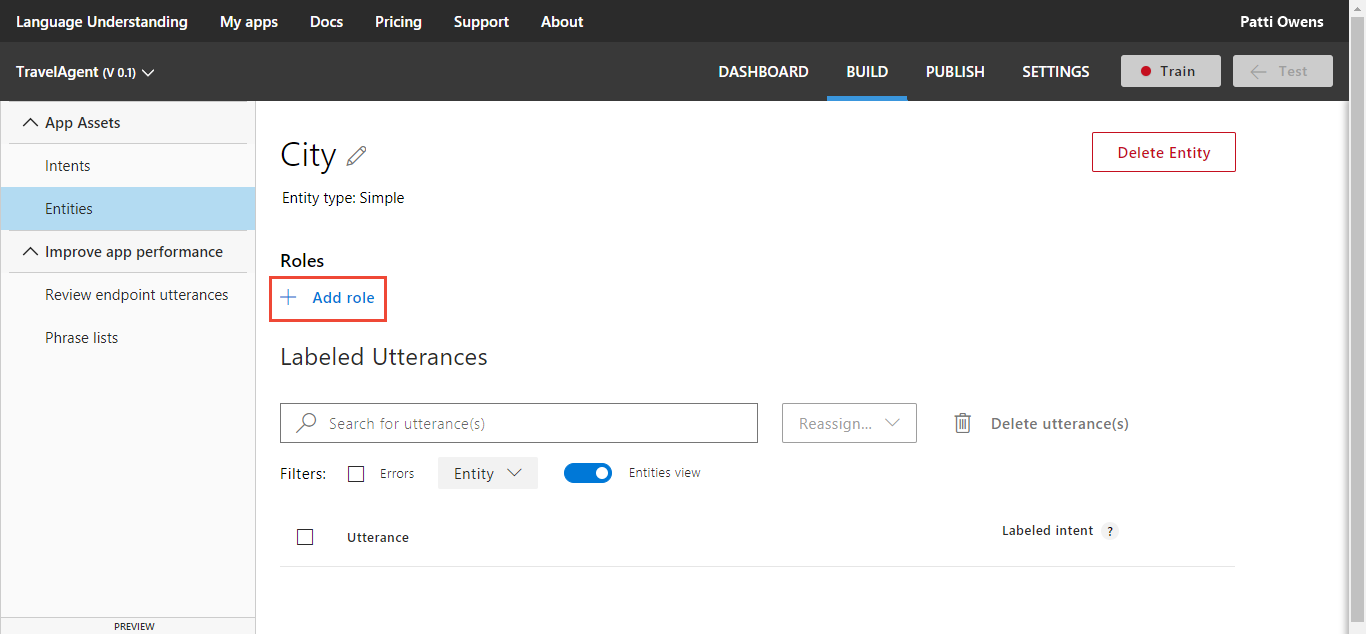 Language Understanding My apps Docs Pricing Support About Patti Owens
TravelAgent (V 0.1) DASHBOARD BUILD PUBLISH SETTINGS Train Test
App Assets
Intents
Entities
Improve app performance
Review endpoint utterances
Phrase lists
PREVIEW
City
Delete Entity
Entity type: Simple
Roles
+ Add role
Labeled Utterances
Search for utterance(s) Reassign... Delete utterance(s)
Filters: Errors Entity Entities view
Utterance Labeled intent ?